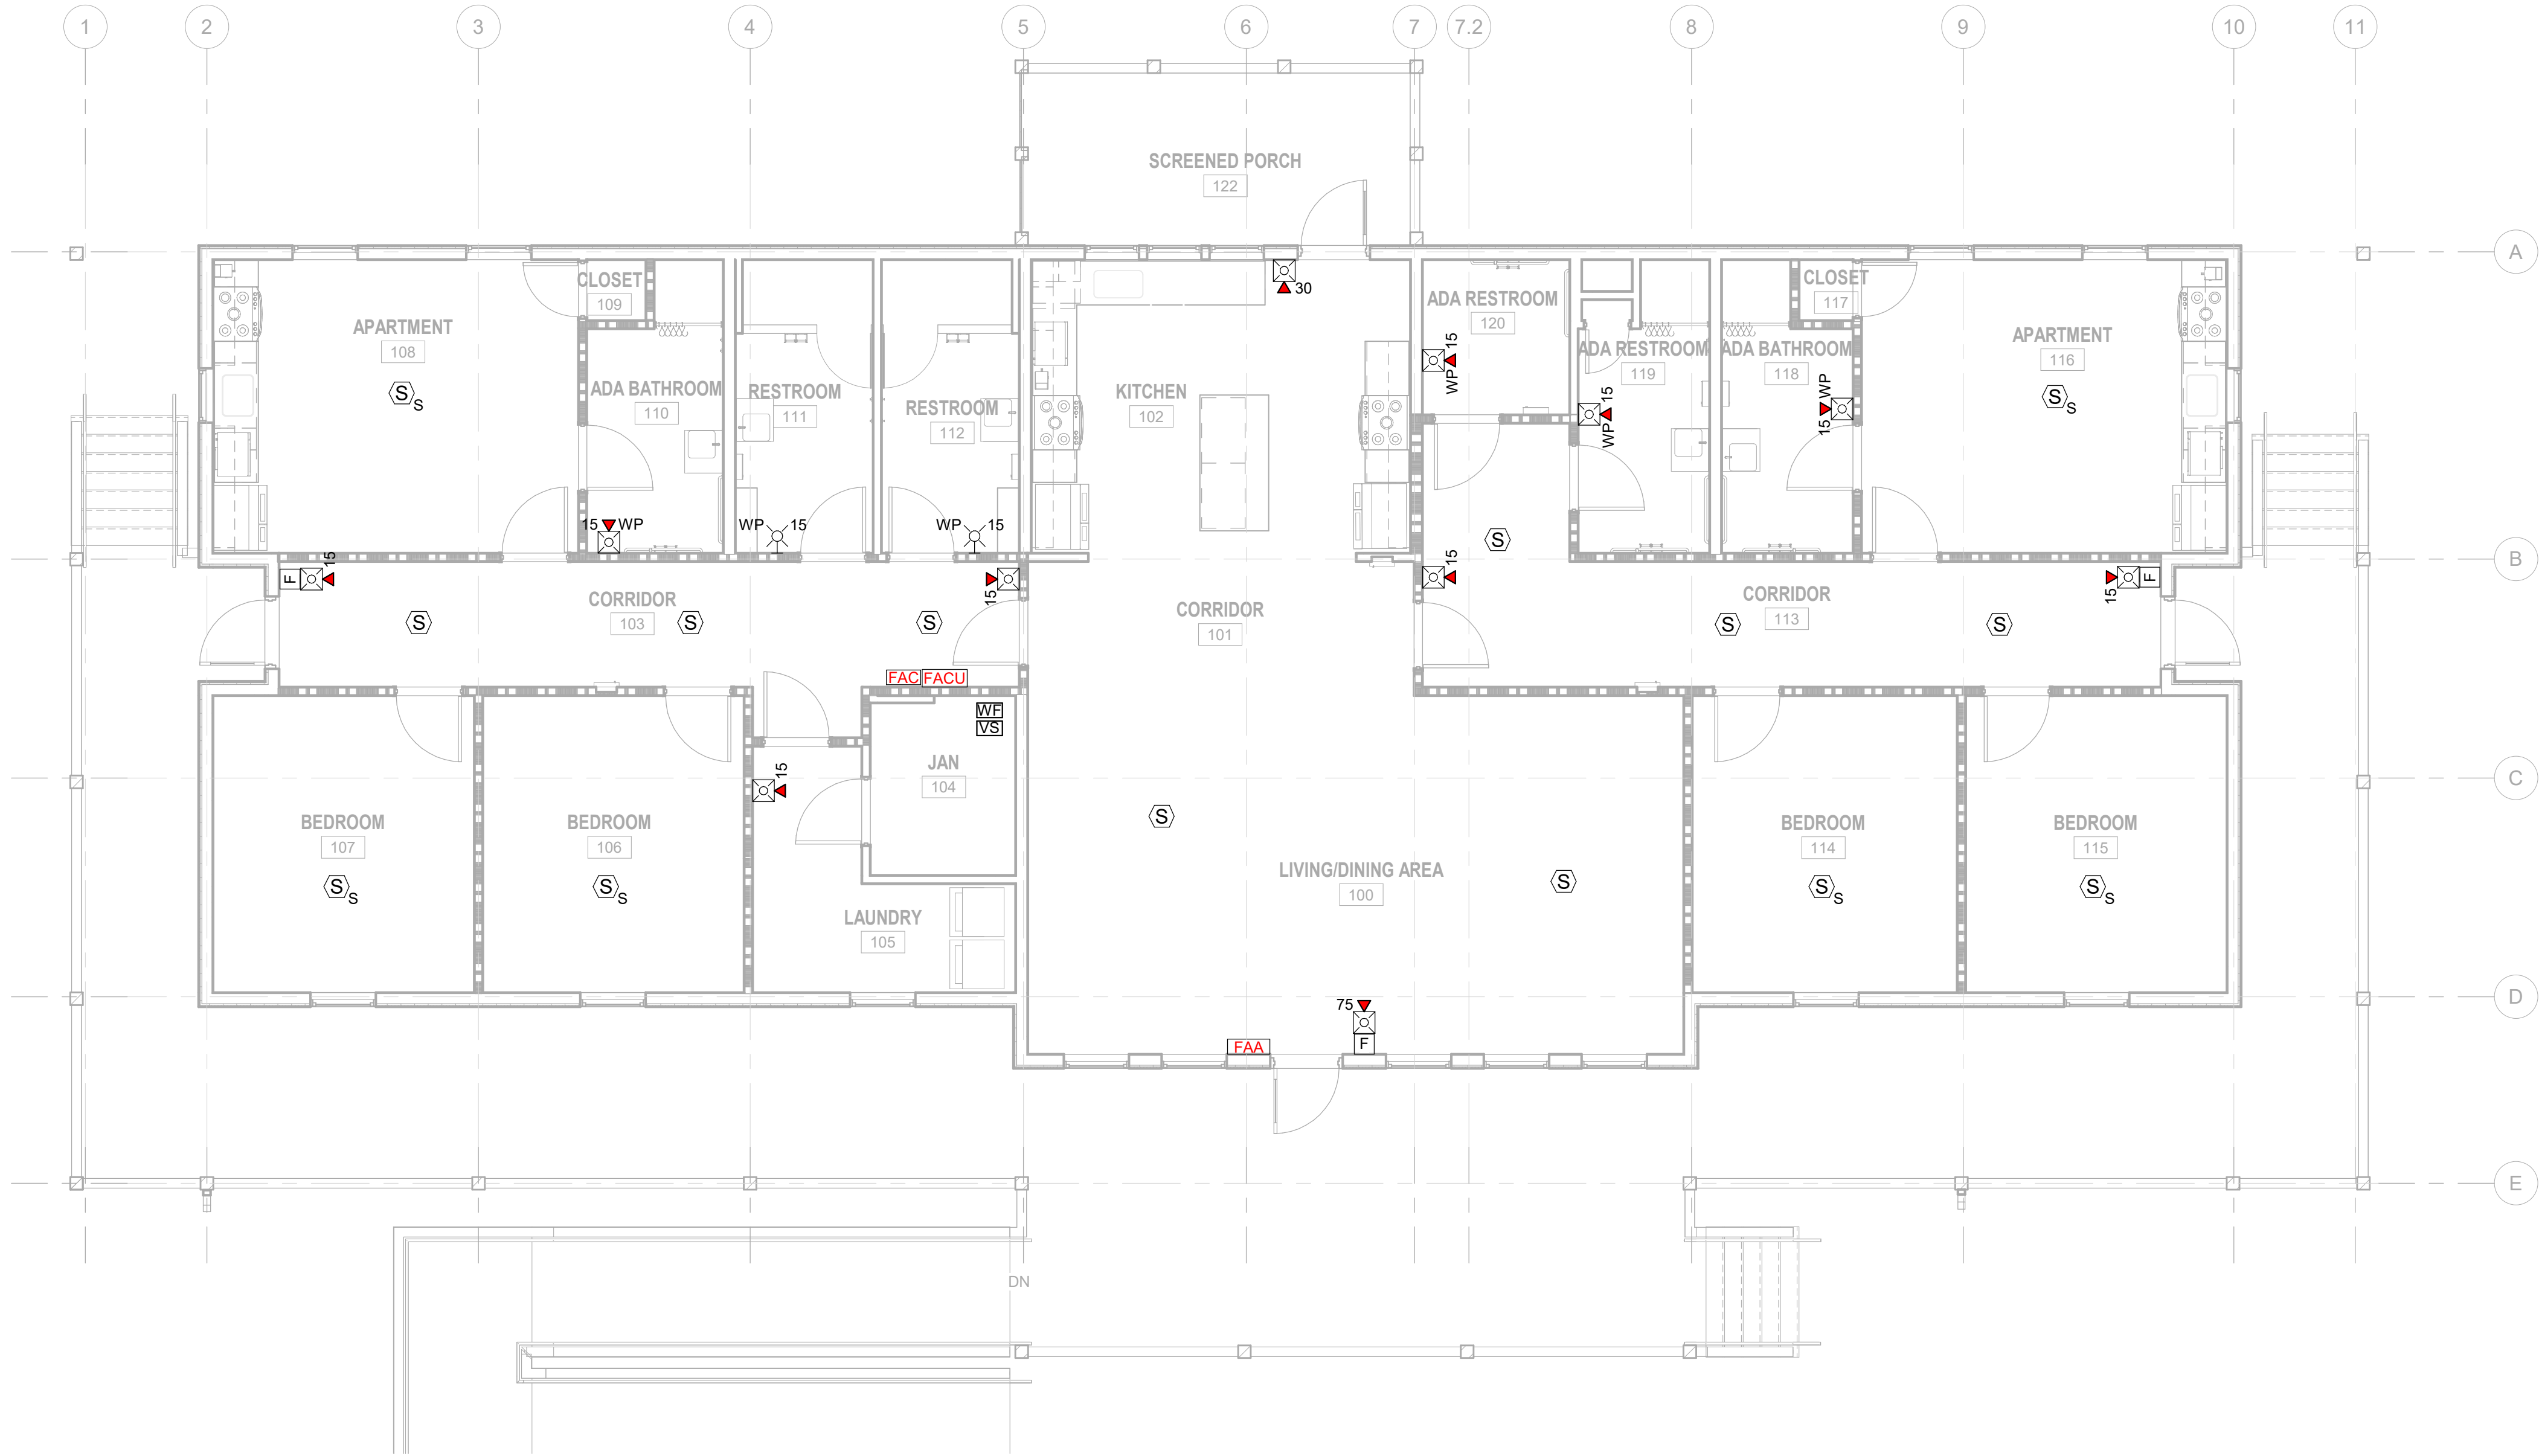 1 2 3 4 5 6 7 7.2 8 9 10 11
SCREENED PORCH
122
A
CLOSET
109
30
ADA RESTROOM
120
CLOSET
117
APARTMENT
108
APARTMENT
116
ADA BATHROOM
110
RESTROOM
111
RESTROOM
112
KITCHEN
102
15
WP
ADA RESTROOM
119
15
WP
ADA BATHROOM
118
WP
15
S S
S S
15 WP
WP 15
WP 15
S
B
F 15
15
15
15 F
CORRIDOR
103
CORRIDOR
101
CORRIDOR
113
S
S
S
S
S
FAC FACU
WF
VS
JAN
104
15
C
BEDROOM
107
BEDROOM
106
S
BEDROOM
114
BEDROOM
115
LIVING/DINING AREA
100
S
S S
S S
S S
S S
LAUNDRY
105
D
75
F
FAA
E
DN